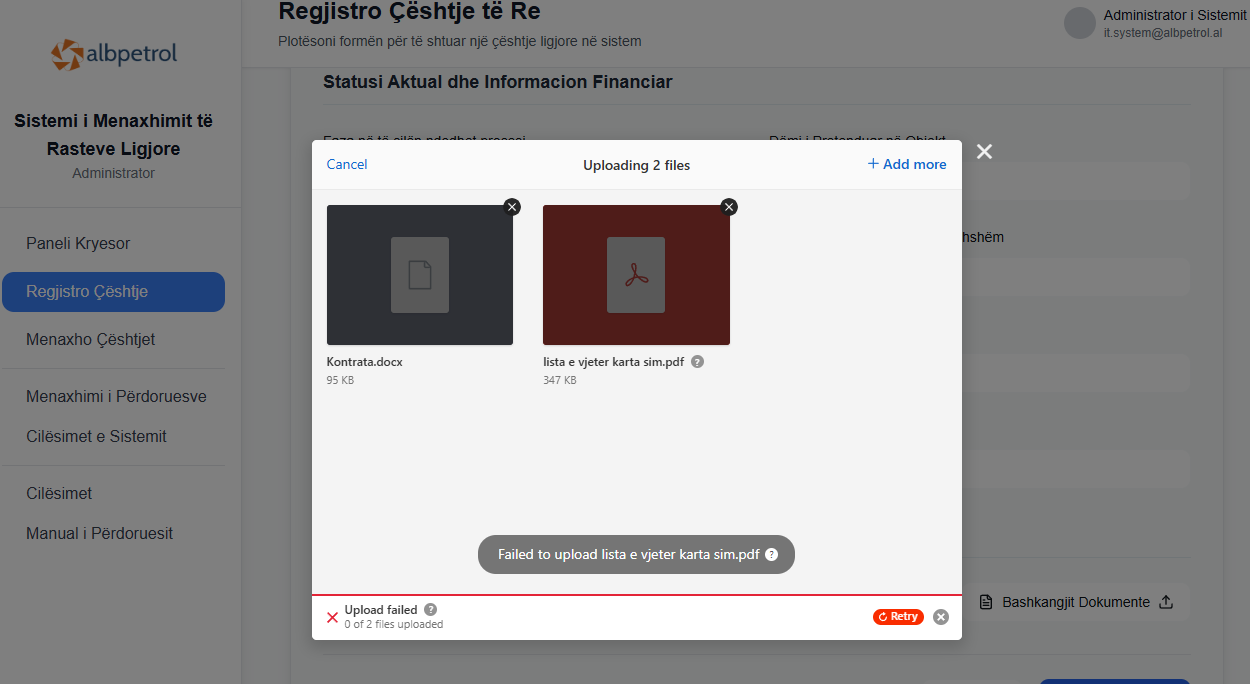 albpetrol
Sistemi i Menaxhimit të
Rasteve Ligjore
Administrator
Paneli Kryesor
Regjistro Çështje
Menaxho Çështjet
Menaxhimi i Përdoruesve
Cilësimet e Sistemit
Cilësimet
Manual i Përdoruesit
Regjistro Çështje të Re
Plotësoni formën për të shtuar një çështje ligjore në sistem
Administrator i Sistemit
it.system@albpetrol.al
Statusi Aktual dhe Informacion Financiar
Cancel
Uploading 2 files
+ Add more
Kontrata.docx
95 KB
lista e vjeter karta sim.pdf ?
347 KB
hshëm
Failed to upload lista e vjeter karta sim.pdf ?
Upload failed ?
0 of 2 files uploaded
Retry
Bashkangjit Dokumente